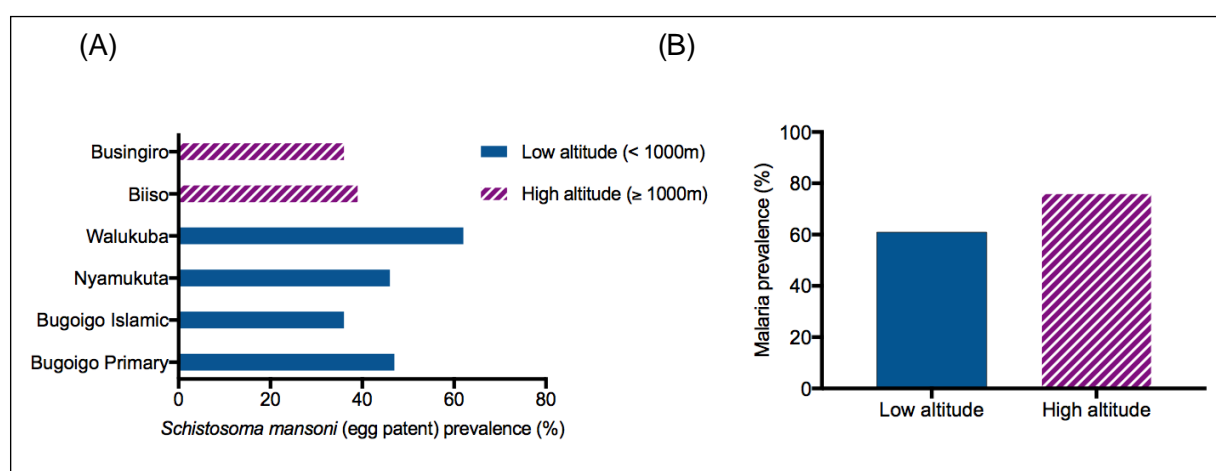 (A)
Busingiro
Biiso
Walukuba
Nyamukuta
Bugoigo Islamic
Bugoigo Primary
0 20 40 60 80
Schistosoma mansoni (egg patent) prevalence (%)
Low altitude (< 1000m)
High altitude (≥ 1000m)
(B)
Malaria prevalence (%)
100
80
60
40
20
0
Low altitude High altitude